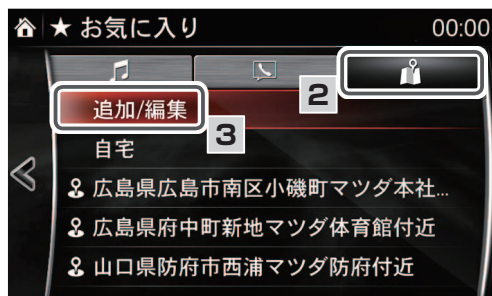 ★ お気に入り 00:00
2
追加/編集
3
自宅
広島県広島市南区小磯町マツダ本社...
広島県府中町新地マツダ体育館付近
山口県防府市西浦マツダ防府付近